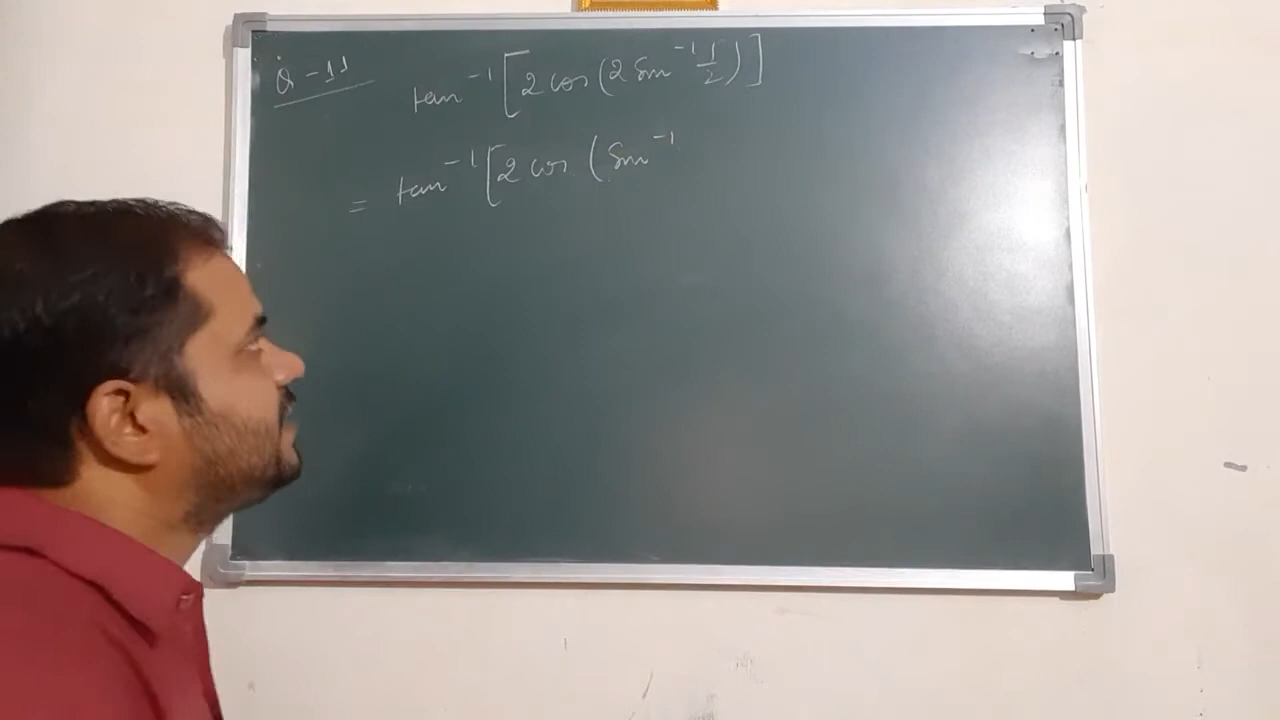 Q-11 tan⁻¹[2 cos(2 sin⁻¹ 1/2)]
= tan⁻¹[2 cos (sin⁻¹